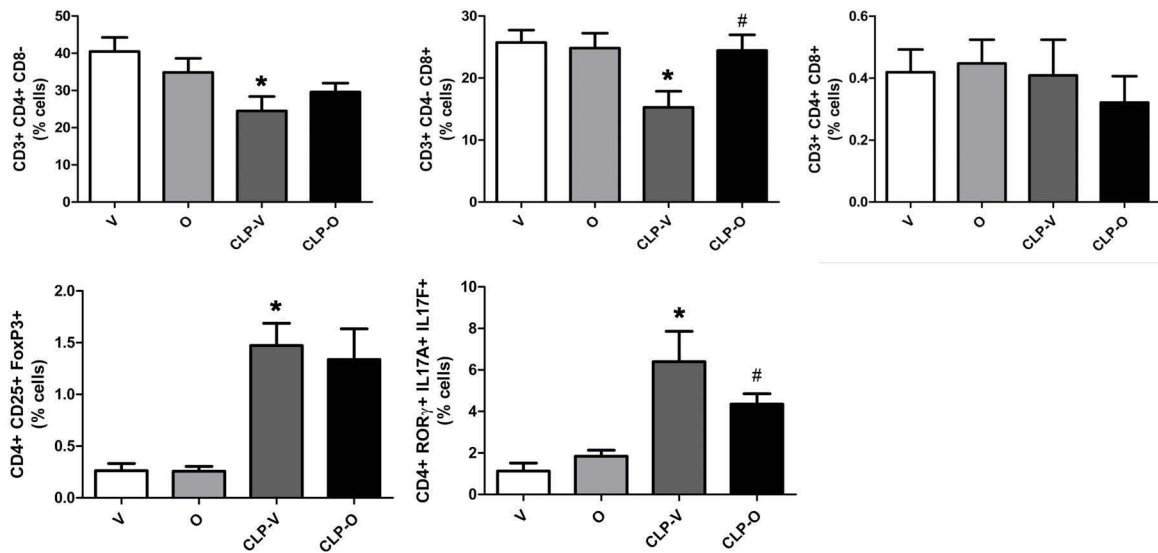 CD3+ CD4+ CD8-
(% cells)
50
40
30
20
10
0
*
V
O
CLP-V
CLP-O
CD3+ CD4- CD8+
(% cells)
30
20
10
0
*
#
V
O
CLP-V
CLP-O
CD3+ CD4+ CD8+
(% cells)
0.6
0.4
0.2
0.0
V
O
CLP-V
CLP-O
CD4+ CD25+ FoxP3+
(% cells)
2.0
1.5
1.0
0.5
0.0
*
V
O
CLP-V
CLP-O
CD4+ RORγ+ IL17A+ IL17F+
(% cells)
10
8
6
4
2
0
*
#
V
O
CLP-V
CLP-O